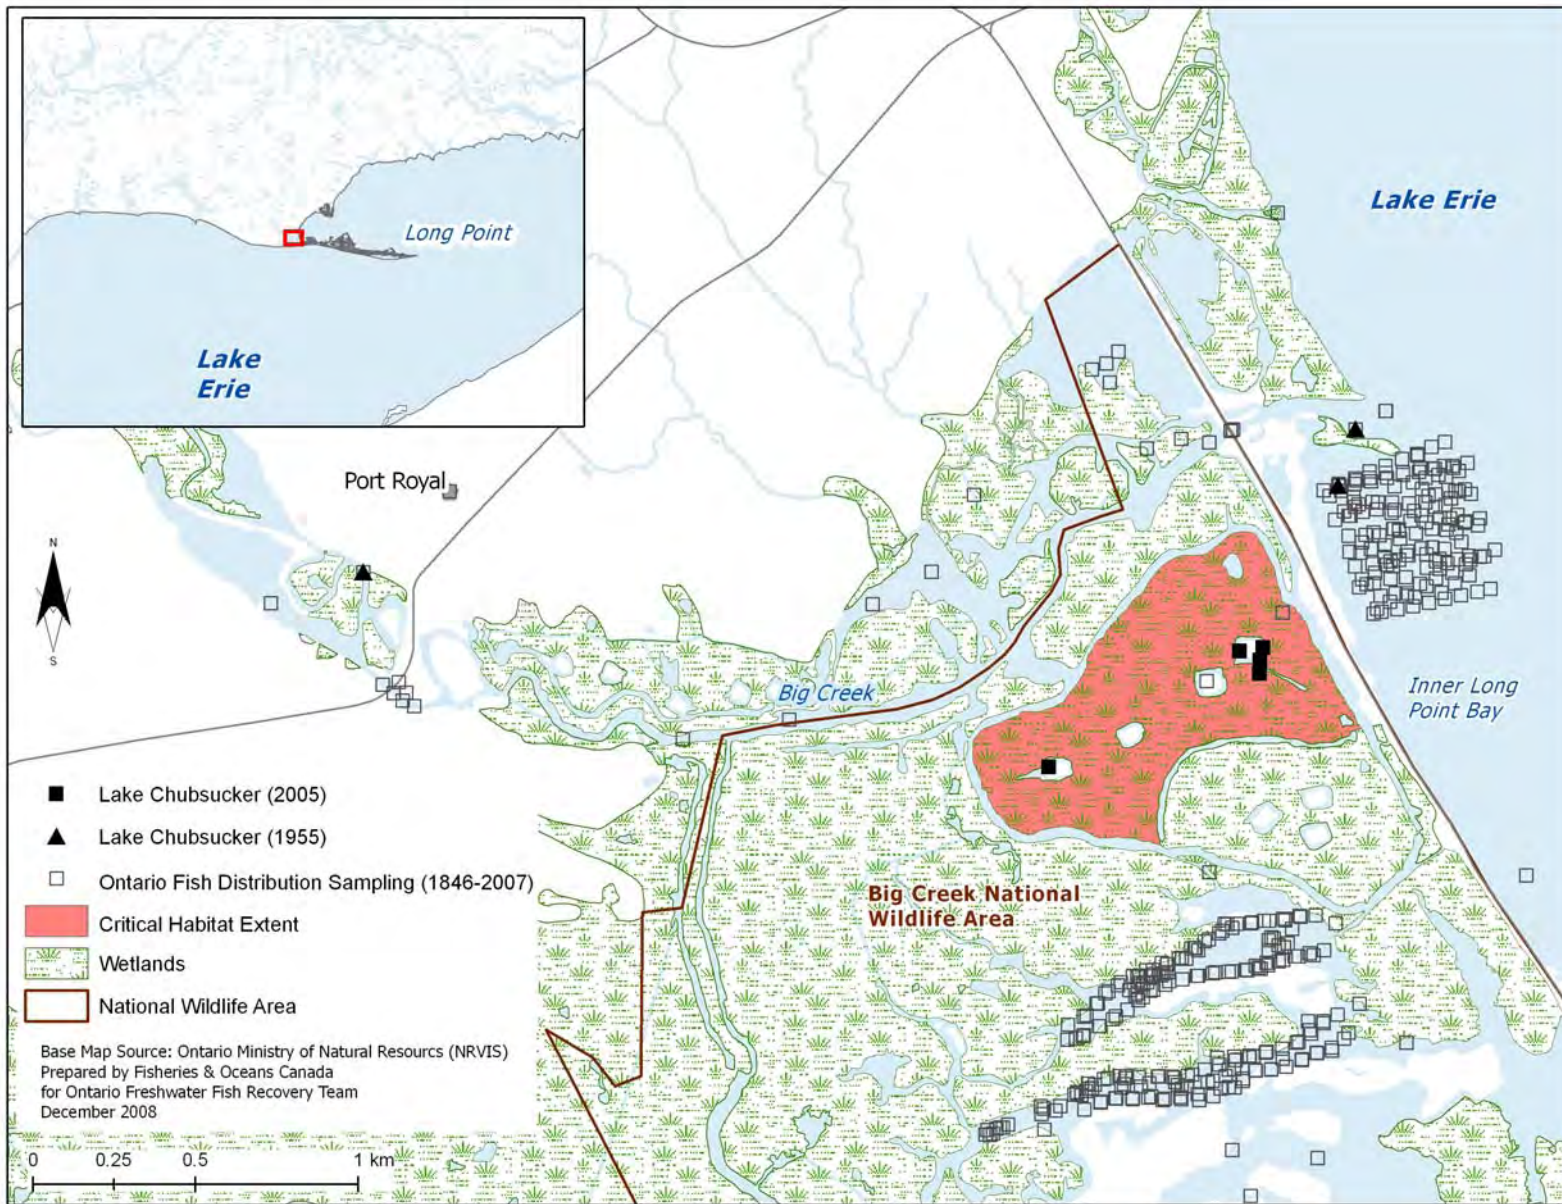 Long Point
Lake
Erie
Lake Erie
Port Royal
N
S
Big Creek
Inner Long
Point Bay
Big Creek National
Wildlife Area
Lake Chubsucker (2005)
Lake Chubsucker (1955)
Ontario Fish Distribution Sampling (1846-2007)
Critical Habitat Extent
Wetlands
National Wildlife Area
Base Map Source: Ontario Ministry of Natural Resourcs (NRVIS)
Prepared by Fisheries & Oceans Canada
for Ontario Freshwater Fish Recovery Team
December 2008
0 0.25 0.5 1 km